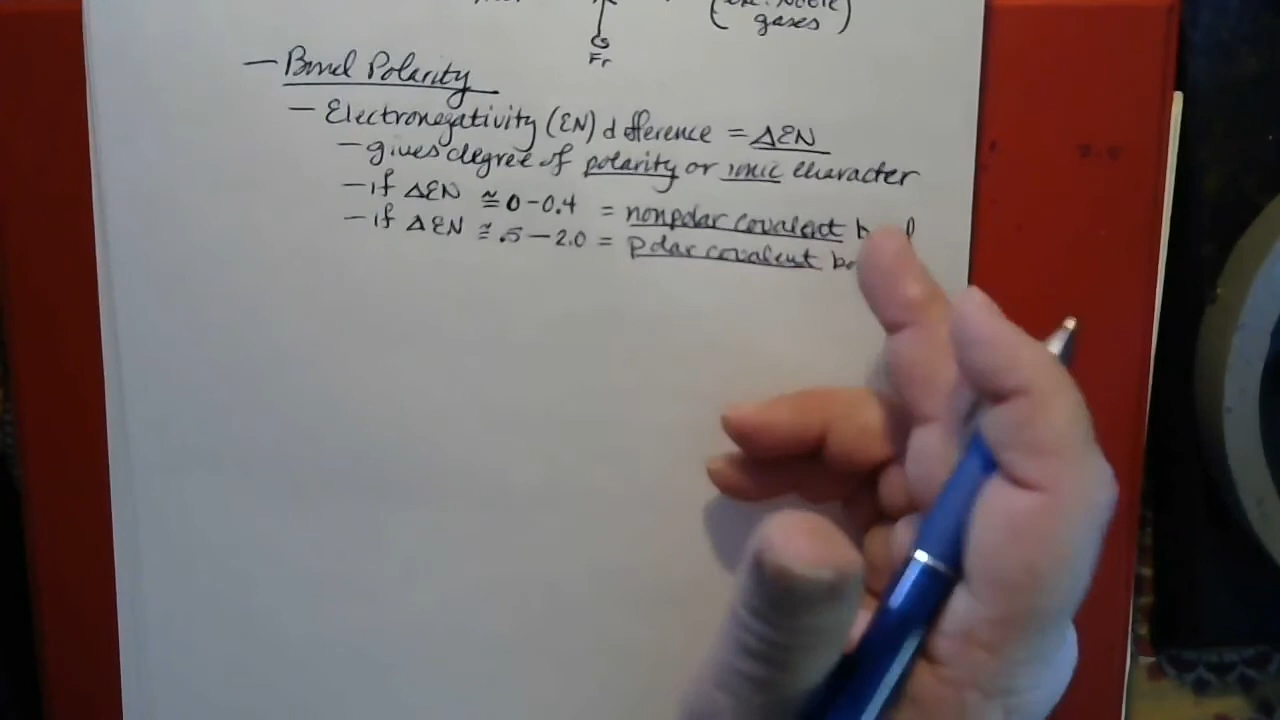 gases)
Fr
— Bond Polarity
— Electronegativity (EN) difference = ΔEN
— gives degree of polarity or ionic character
— if ΔEN ≅ 0 – 0.4 = nonpolar covalent
— if ΔEN ≅ .5 – 2.0 = polar covalent